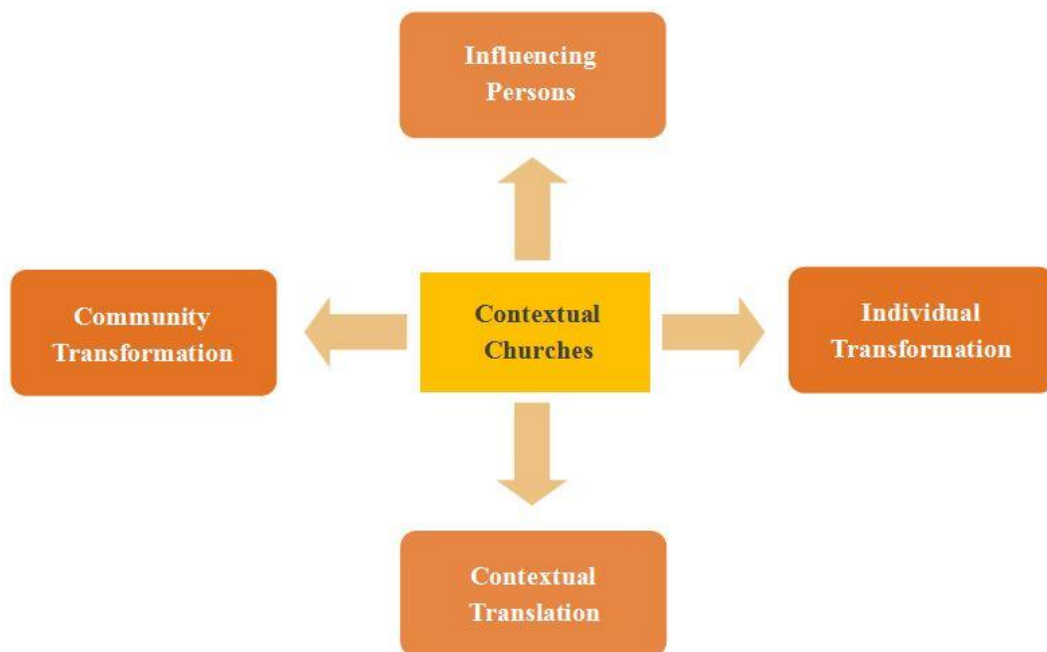 Influencing
Persons
Community
Transformation
Contextual
Churches
Individual
Transformation
Contextual
Translation